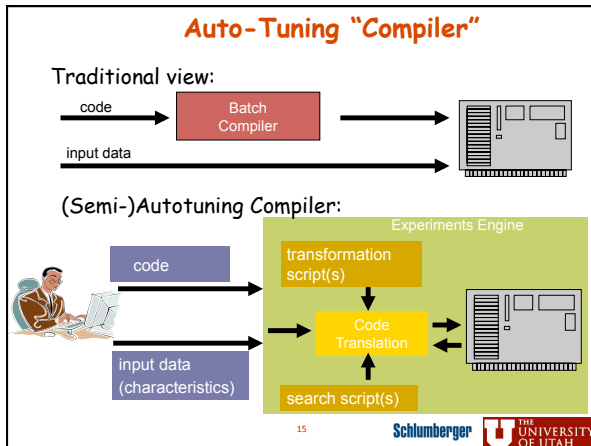 Auto-Tuning “Compiler”
Traditional view:
code
Batch
Compiler
input data
(Semi-)Autotuning Compiler:
Experiments Engine
code
transformation
script(s)
Code
Translation
input data
(characteristics)
search script(s)
15
Schlumberger
U THE
UNIVERSITY
OF UTAH